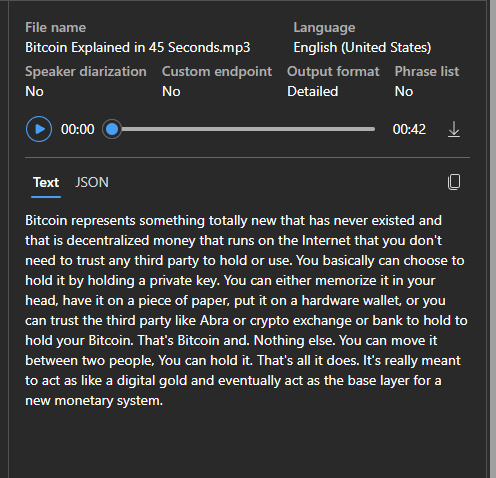 File name Language
Bitcoin Explained in 45 Seconds.mp3 English (United States)
Speaker diarization Custom endpoint Output format Phrase list
No No Detailed No
00:00 00:42
Text JSON
Bitcoin represents something totally new that has never existed and
that is decentralized money that runs on the Internet that you don't
need to trust any third party to hold or use. You basically can choose to
hold it by holding a private key. You can either memorize it in your
head, have it on a piece of paper, put it on a hardware wallet, or you
can trust the third party like Abra or crypto exchange or bank to hold to
hold your Bitcoin. That's Bitcoin and. Nothing else. You can move it
between two people, You can hold it. That's all it does. It's really meant
to act as like a digital gold and eventually act as the base layer for a
new monetary system.